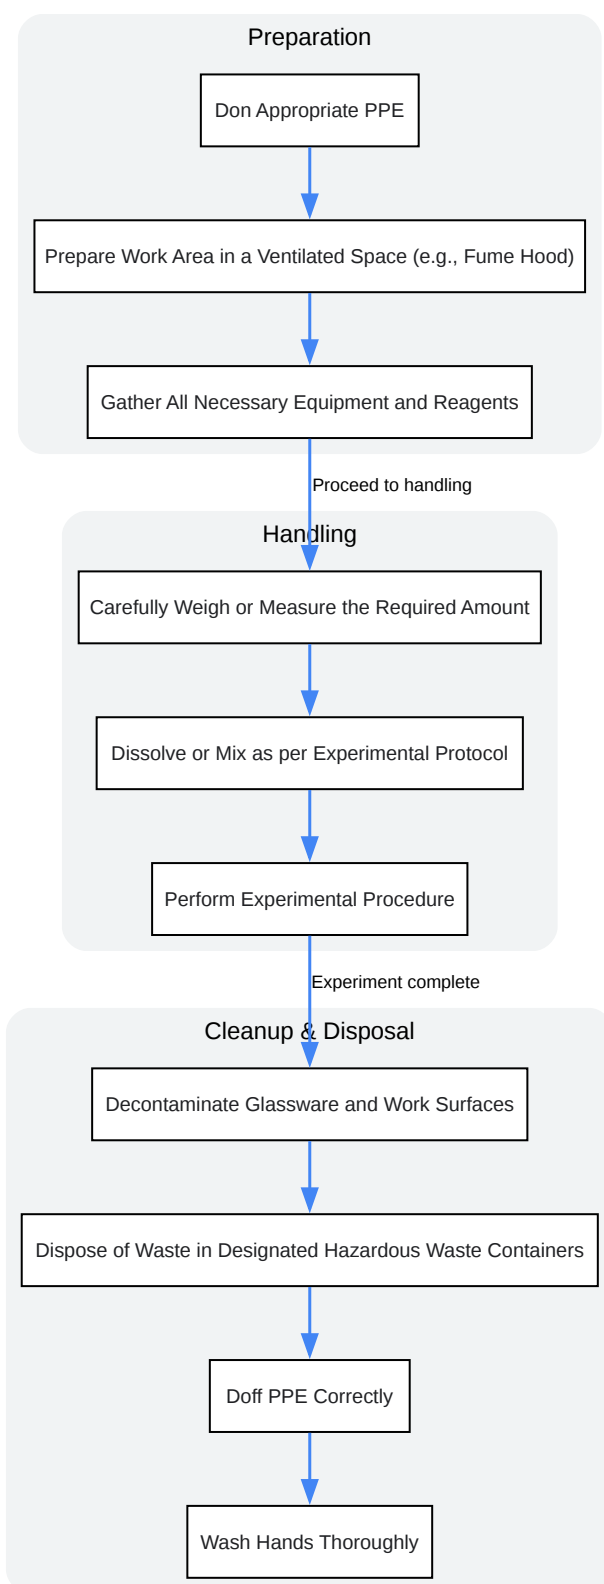 Preparation
Don Appropriate PPE
Prepare Work Area in a Ventilated Space (e.g., Fume Hood)
Gather All Necessary Equipment and Reagents
Proceed to handling
Handling
Carefully Weigh or Measure the Required Amount
Dissolve or Mix as per Experimental Protocol
Perform Experimental Procedure
Experiment complete
Cleanup & Disposal
Decontaminate Glassware and Work Surfaces
Dispose of Waste in Designated Hazardous Waste Containers
Doff PPE Correctly
Wash Hands Thoroughly